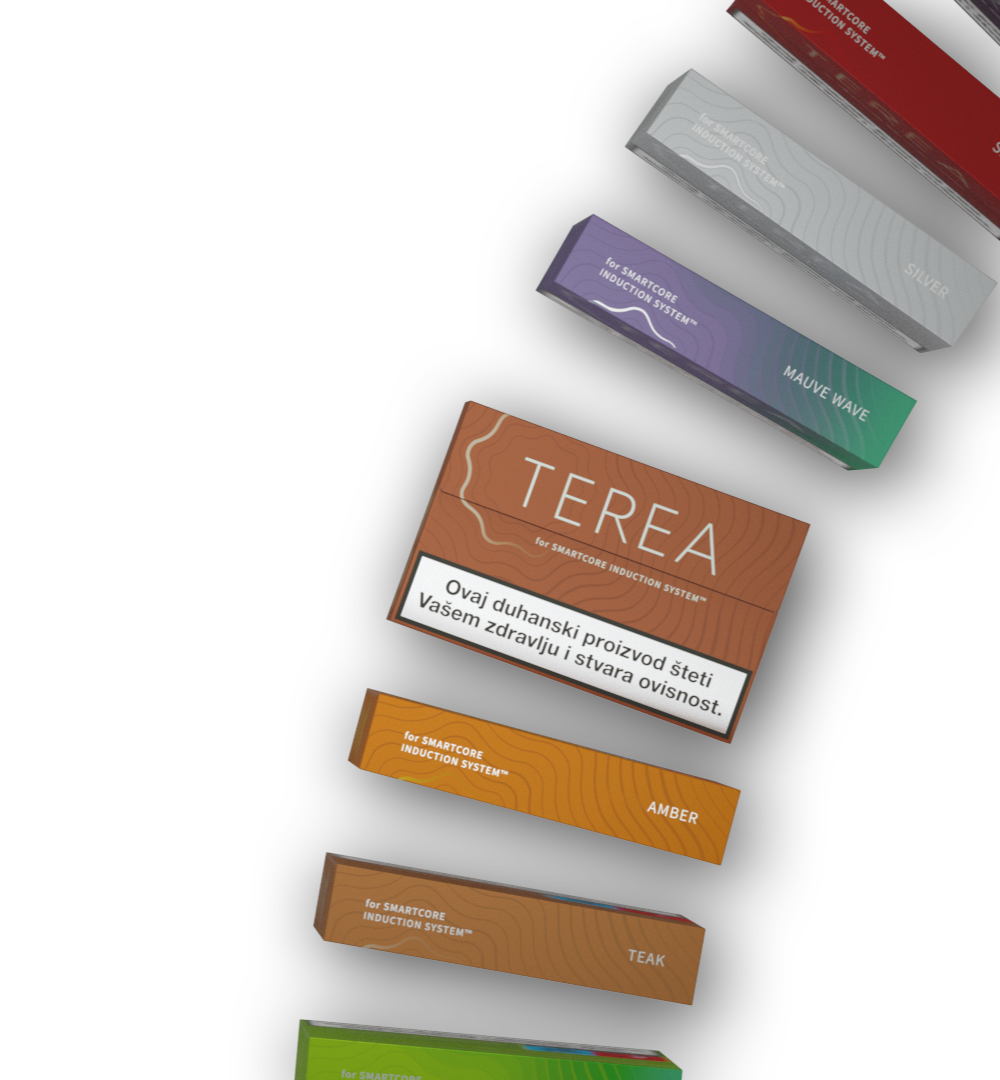 SMARTCORE
INDUCTION SYSTEM™
TEREA
for SMARTCORE
INDUCTION SYSTEM™
SILVER
for SMARTCORE
INDUCTION SYSTEM™
MAUVE WAVE
TEREA
for SMARTCORE INDUCTION SYSTEM™
Ovaj duhanski proizvod šteti
Vašem zdravlju i stvara ovisnost.
for SMARTCORE
INDUCTION SYSTEM™
AMBER
for SMARTCORE
INDUCTION SYSTEM™
TEAK
for SMARTCORE